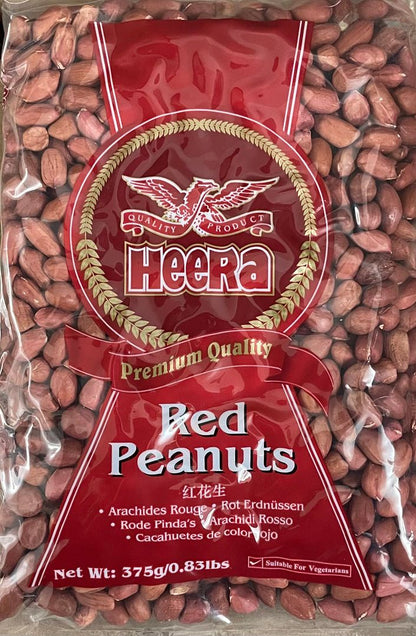 QUALITY PRODUCT
HEERA
Premium Quality
Red
Peanuts
红花生
• Arachides Rouge • Rot Erdnüssen
• Rode Pinda's • Arachidi Rosso
• Cacahuetes de color ojo
Net Wt: 375g/0.83lbs
Suitable For Vegetarians